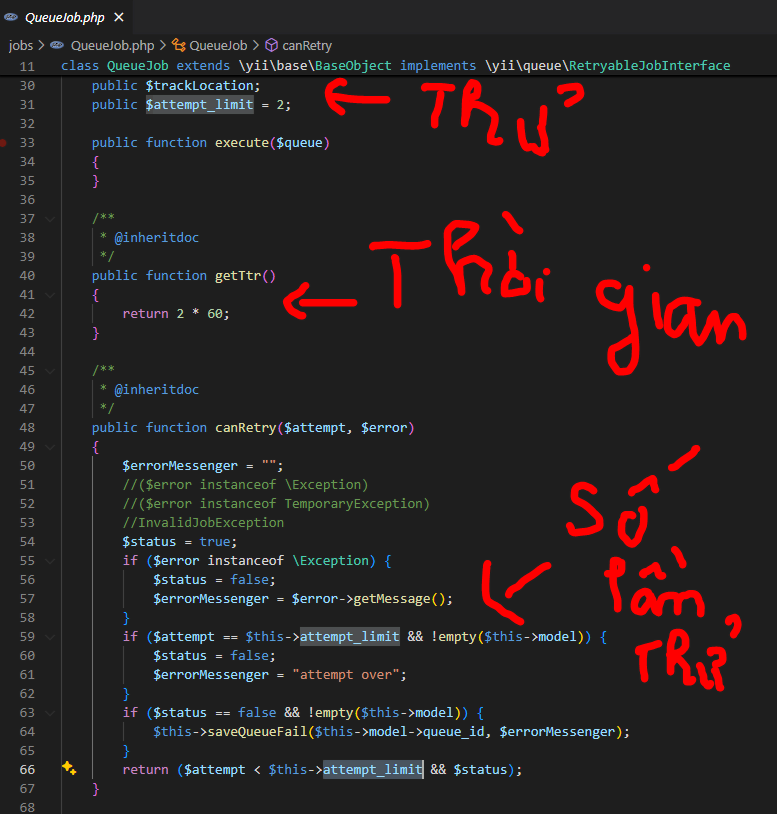 QueueJob.php
jobs > QueueJob.php > QueueJob > canRetry
11 class QueueJob extends \yii\base\BaseObject implements \yii\queue\RetryableJobInterface
30 public $trackLocation;
31 public $attempt_limit = 2;
Thử
32
33 public function execute($queue)
34 {
35 }
36
37 /**
38 * @inheritdoc
39 */
40 public function getTtr()
41 {
42 return 2 * 60;
43 }
Thời
gian
44
45 /**
46 * @inheritdoc
47 */
48 public function canRetry($attempt, $error)
49 {
50 $errorMessenger = "";
51 //($error instanceof \Exception)
52 //($error instanceof TemporaryException)
53 //InvalidJobException
54 $status = true;
55 if ($error instanceof \Exception) {
56 $status = false;
57 $errorMessenger = $error->getMessage();
58 }
59 if ($attempt == $this->attempt_limit && !empty($this->model)) {
60 $status = false;
61 $errorMessenger = "attempt over";
62 }
63 if ($status == false && !empty($this->model)) {
64 $this->saveQueueFail($this->model->queue_id, $errorMessenger);
65 }
66 return ($attempt < $this->attempt_limit && $status);
67 }
68
Số
lần
Thử